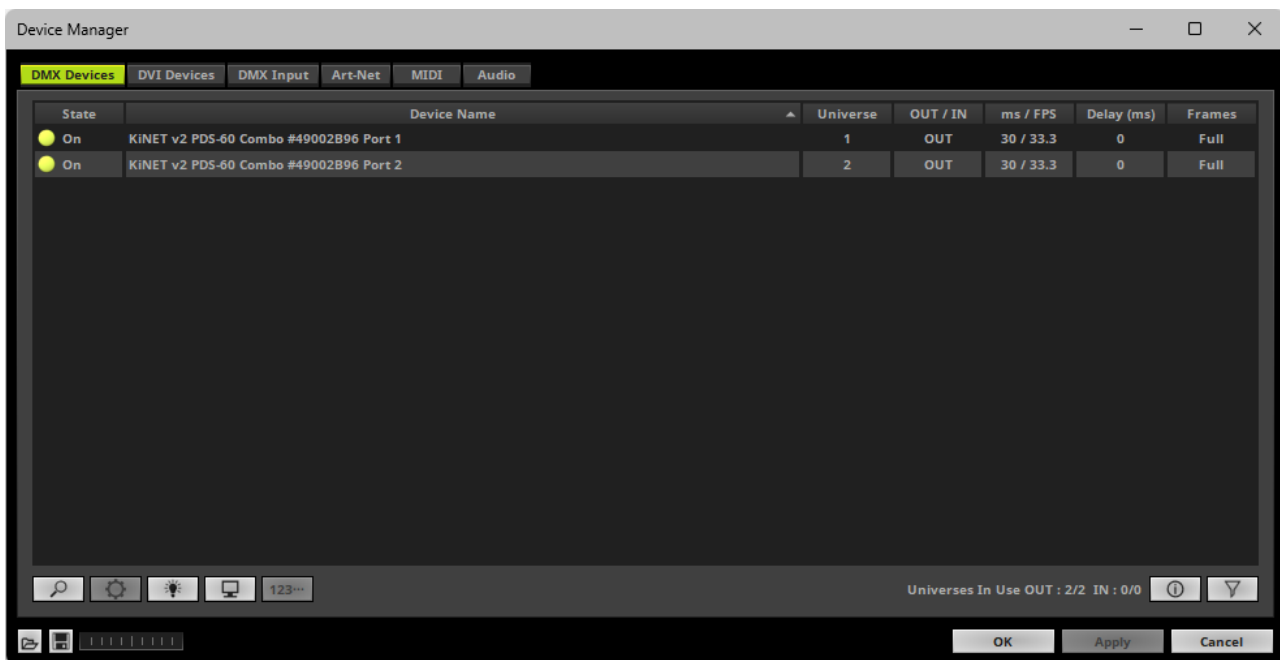 Device Manager
DMX Devices DVI Devices DMX Input Art-Net MIDI Audio
State Device Name Universe OUT / IN ms / FPS Delay (ms) Frames
On KiNET v2 PDS-60 Combo #49002B96 Port 1 1 OUT 30 / 33.3 0 Full
On KiNET v2 PDS-60 Combo #49002B96 Port 2 2 OUT 30 / 33.3 0 Full
123... Universes In Use OUT : 2/2 IN : 0/0
OK Apply Cancel